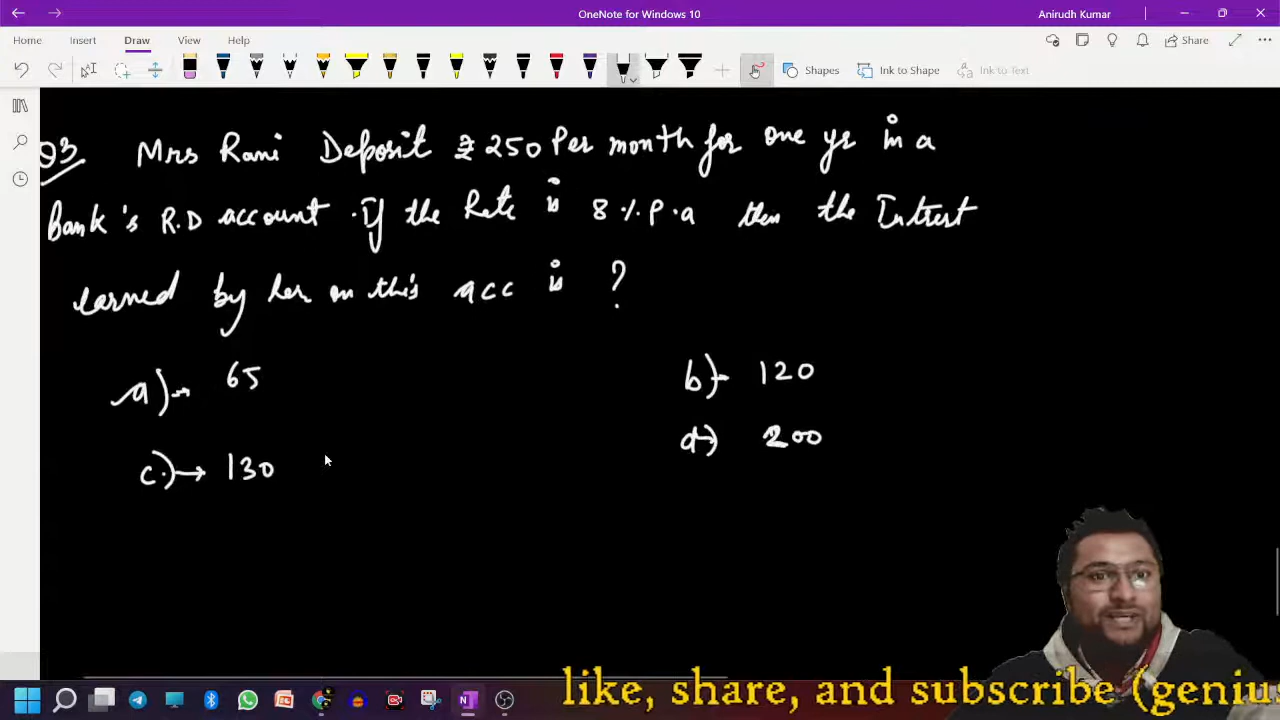 OneNote for Windows 10
Anirudh Kumar
Home Insert Draw View Help
Share
Shapes Ink to Shape Ink to Text
Q3 Mrs Rani Deposit ₹ 250 Per month for one yr in a
Bank's R.D account . If the Rate is 8 % P.a then the Intrest
earned by her on this acc is ?
a)→ 65
b)→ 120
c.)→ 130
d)→ 200
like, share, and subscribe (genius